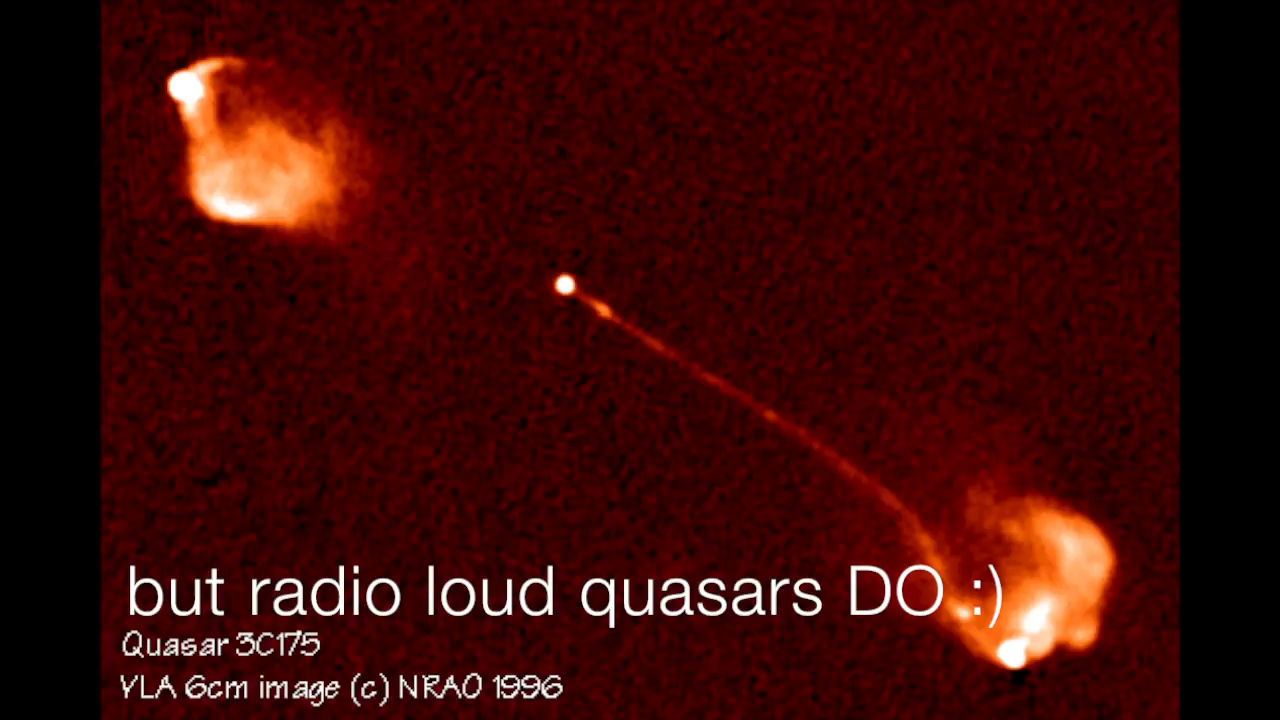 but radio loud quasars DO :)
Quasar 3C175
VLA 6cm image (c) NRAO 1996